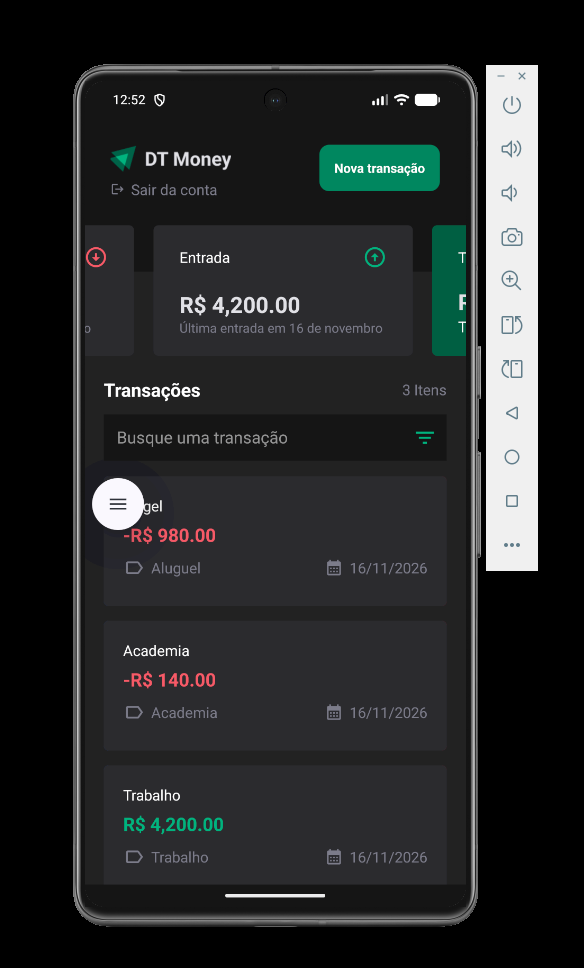 12:52
DT Money
Sair da conta
Nova transação
Entrada
R$ 4,200.00
Última entrada em 16 de novembro
o
T
R
T
Transações
3 Itens
Busque uma transação
gel
-R$ 980.00
Aluguel
16/11/2026
Academia
-R$ 140.00
Academia
16/11/2026
Trabalho
R$ 4,200.00
Trabalho
16/11/2026